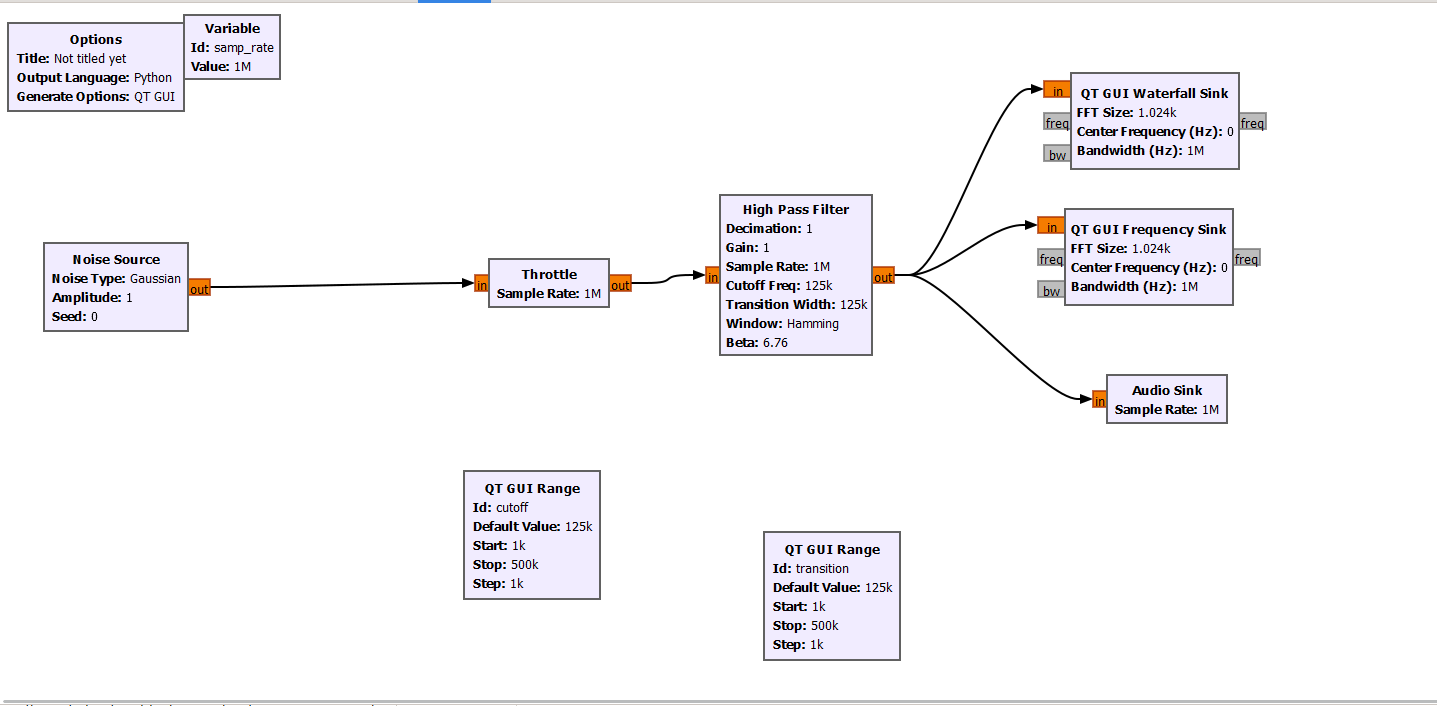 Options
Title: Not titled yet
Output Language: Python
Generate Options: QT GUI
Variable
Id: samp_rate
Value: 1M
Noise Source
Noise Type: Gaussian
Amplitude: 1
Seed: 0
out
in
Throttle
Sample Rate: 1M
out
in
High Pass Filter
Decimation: 1
Gain: 1
Sample Rate: 1M
Cutoff Freq: 125k
Transition Width: 125k
Window: Hamming
Beta: 6.76
out
in
freq
bw
QT GUI Waterfall Sink
FFT Size: 1.024k
Center Frequency (Hz): 0
Bandwidth (Hz): 1M
freq
in
freq
bw
QT GUI Frequency Sink
FFT Size: 1.024k
Center Frequency (Hz): 0
Bandwidth (Hz): 1M
freq
in
Audio Sink
Sample Rate: 1M
QT GUI Range
Id: cutoff
Default Value: 125k
Start: 1k
Stop: 500k
Step: 1k
QT GUI Range
Id: transition
Default Value: 125k
Start: 1k
Stop: 500k
Step: 1k